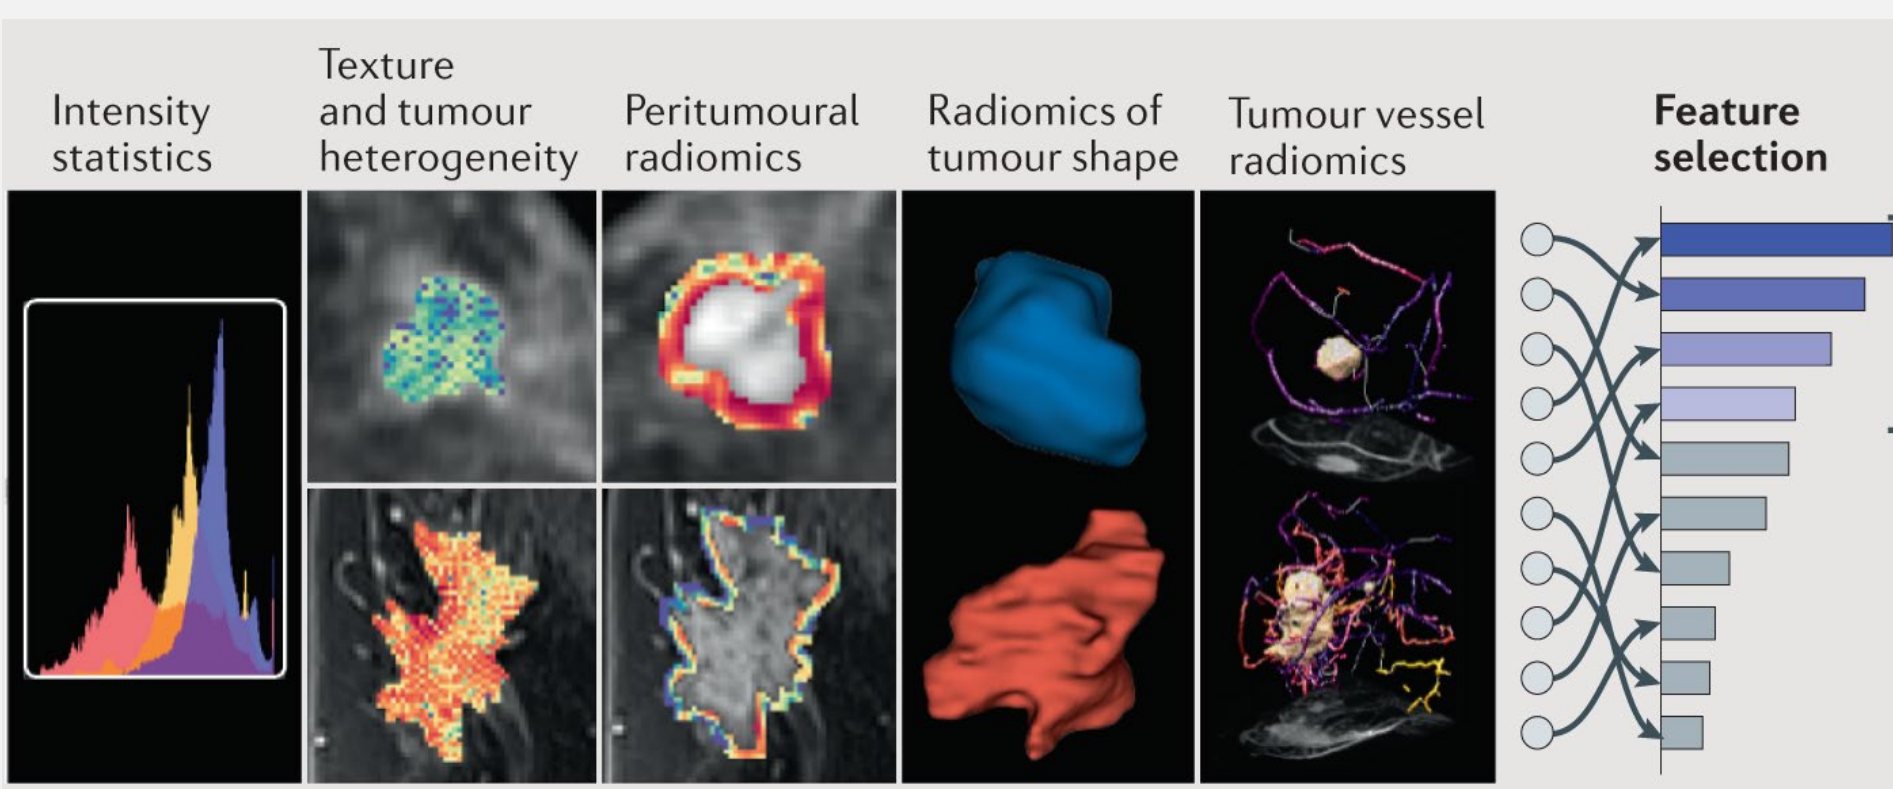 Intensity
statistics
Texture
and tumour
heterogeneity
Peritumoural
radiomics
Radiomics of
tumour shape
Tumour vessel
radiomics
Feature
selection